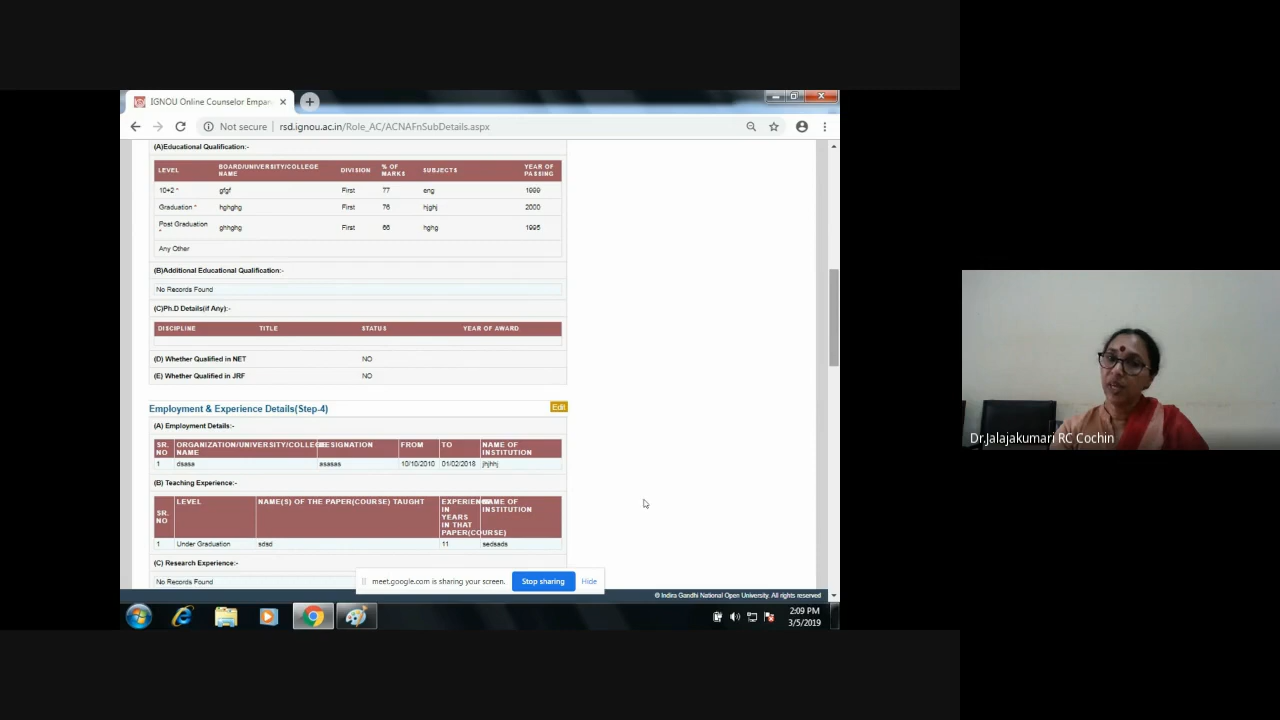 IGNOU Online Counselor Empan
Not secure | rsd.ignou.ac.in/Role_AC/ACNAFnSubDetails.aspx
(A)Educational Qualification:-
LEVEL BOARD/UNIVERSITY/COLLEGE NAME DIVISION % OF MARKS SUBJECTS YEAR OF PASSING
10+2 * gfgf First 77 eng 1999
Graduation * hghghg First 76 hjghj 2000
Post Graduation * ghhghg First 66 hghg 1995
Any Other
(B)Additional Educational Qualification:-
No Records Found
(C)Ph.D Details(if Any):-
DISCIPLINE TITLE STATUS YEAR OF AWARD
(D) Whether Qualified in NET NO
(E) Whether Qualified in JRF NO
Employment & Experience Details(Step-4) Edit
(A) Employment Details:-
SR. NO ORGANIZATION/UNIVERSITY/COLLEGE NAME DESIGNATION FROM TO NAME OF INSTITUTION
1 dsasa asasas 10/10/2010 01/02/2018 jhjhhj
(B) Teaching Experience:-
SR. NO LEVEL NAME(S) OF THE PAPER(COURSE) TAUGHT EXPERIENCE IN YEARS IN THAT PAPER(COURSE) NAME OF INSTITUTION
1 Under Graduation sdsd 11 sedsads
(C) Research Experience:-
No Records Found
meet.google.com is sharing your screen. Stop sharing Hide
© Indira Gandhi National Open University. All rights reserved
2:09 PM
3/5/2019
Dr.Jalajakumari RC Cochin